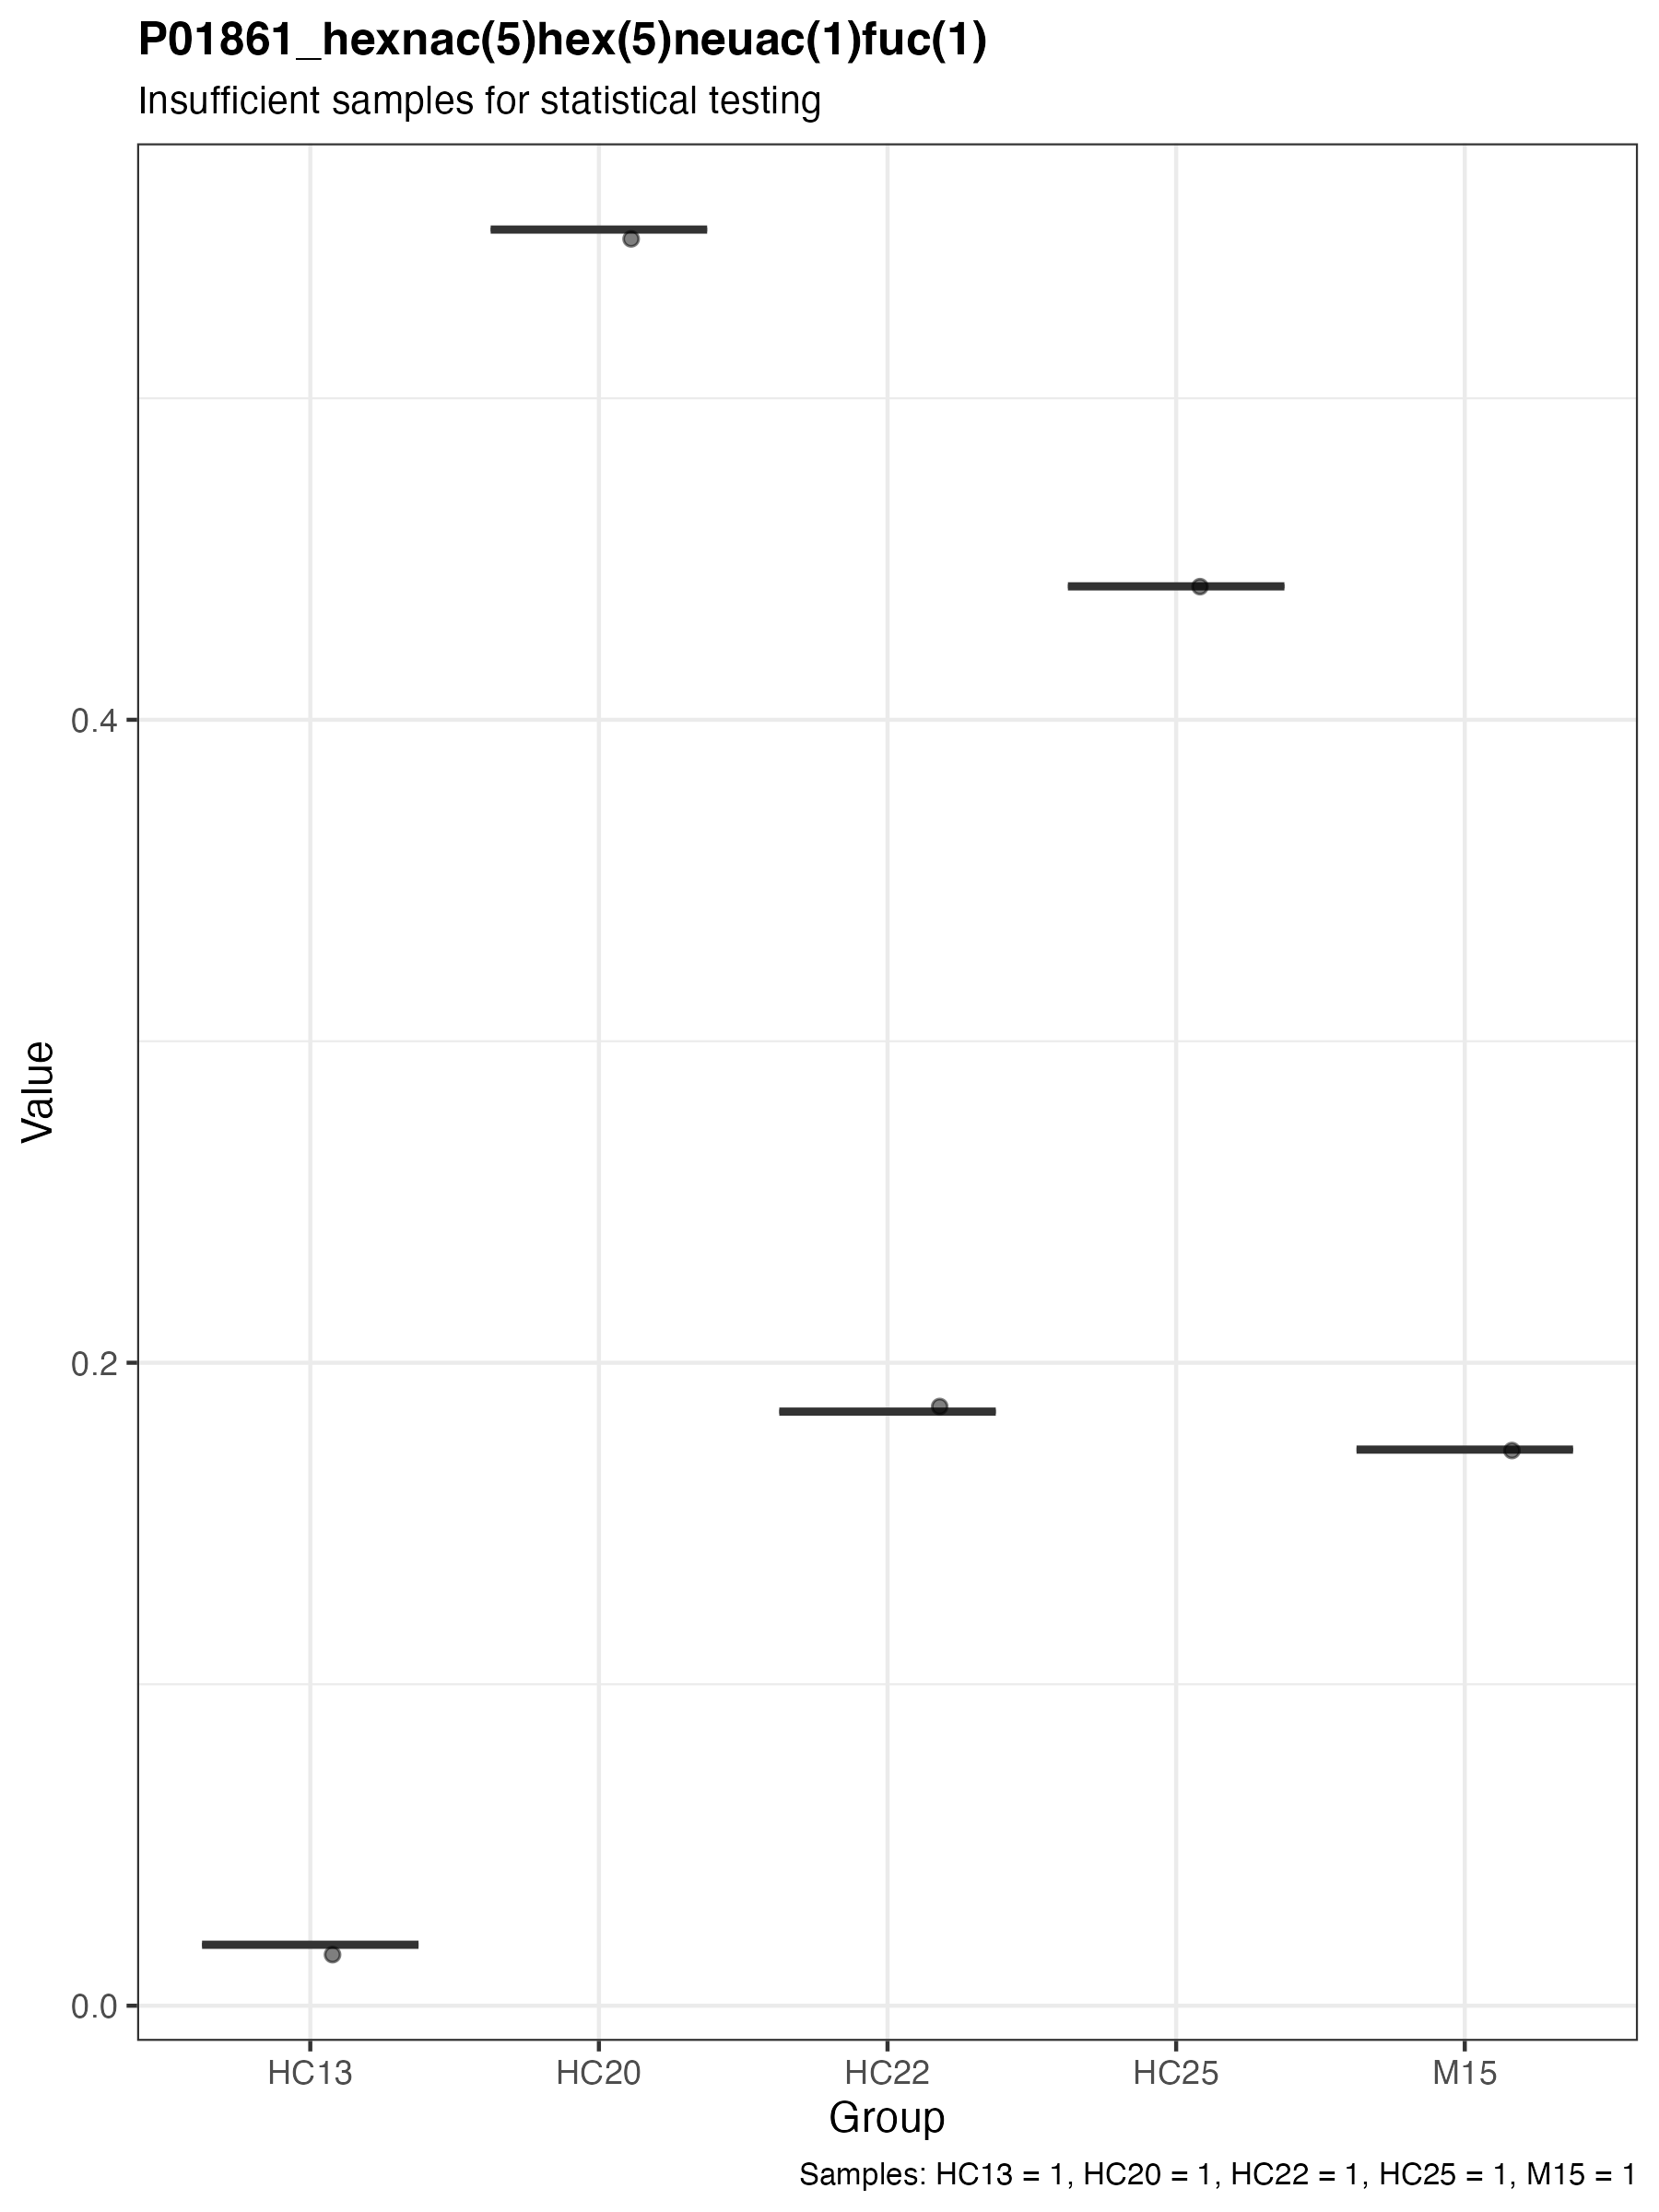 P01861_hexnac(5)hex(5)neuac(1)fuc(1)
Insufficient samples for statistical testing
Value
0.4
0.2
0.0
HC13 HC20 HC22 HC25 M15
Group
Samples: HC13 = 1, HC20 = 1, HC22 = 1, HC25 = 1, M15 = 1